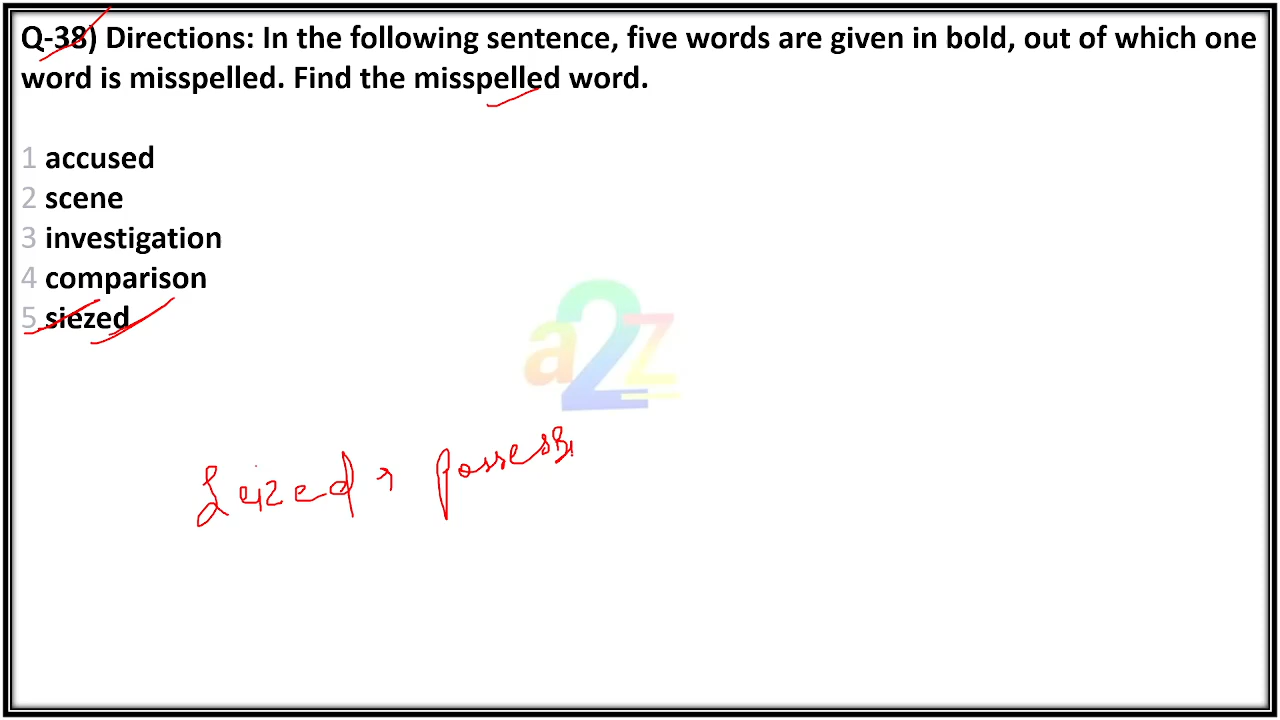 Q-38) Directions: In the following sentence, five words are given in bold, out of which one
word is misspelled. Find the misspelled word.
1 accused
2 scene
3 investigation
4 comparison
5 siezed
a2z
Seized >